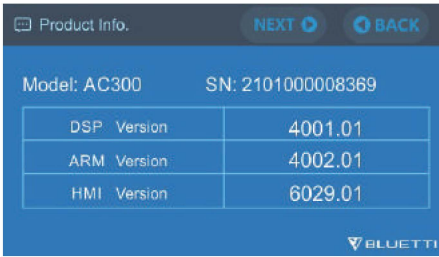 Product Info. NEXT BACK
Model: AC300 SN: 2101000008369
DSP Version 4001.01
ARM Version 4002.01
HMI Version 6029.01
BLUETTI